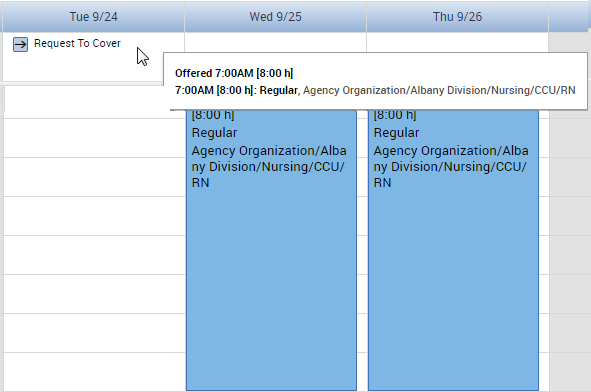 Tue 9/24
Wed 9/25
Thu 9/26
Request To Cover
Offered 7:00AM [8:00 h]
7:00AM [8:00 h]: Regular, Agency Organization/Albany Division/Nursing/CCU/RN
[8:00 h]
Regular
Agency Organization/Alba
ny Division/Nursing/CCU/
RN
[8:00 h]
Regular
Agency Organization/Alba
ny Division/Nursing/CCU/
RN